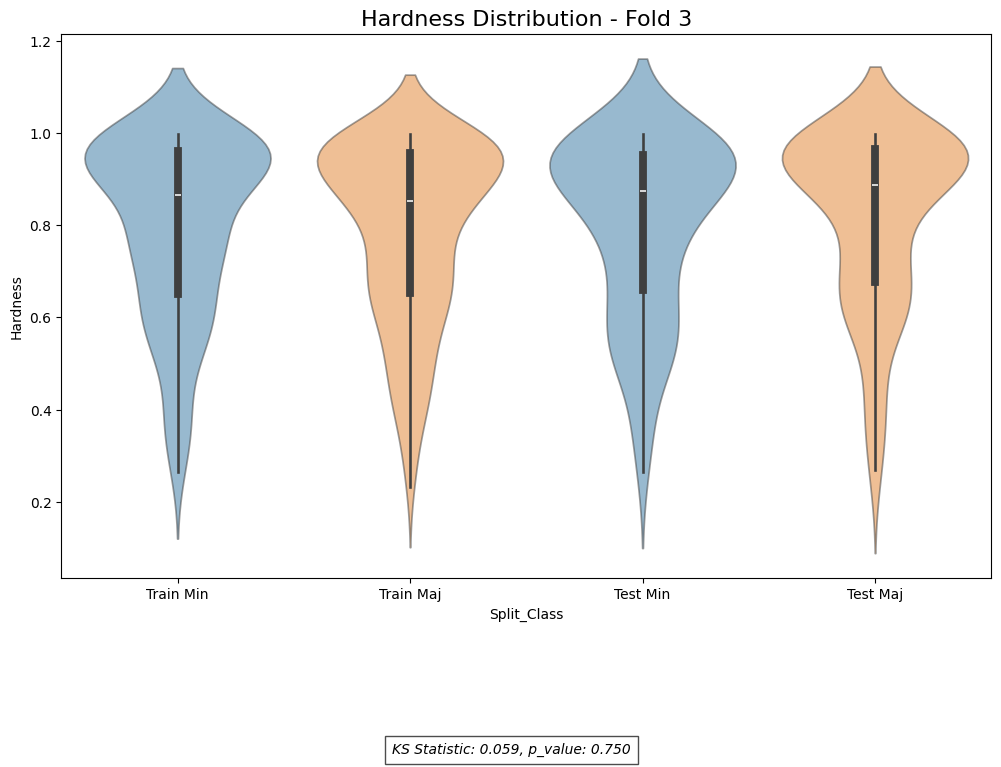 Hardness Distribution - Fold 3
1.2
1.0
0.8
0.6
0.4
0.2
Hardness
Train Min
Train Maj
Test Min
Test Maj
Split_Class
KS Statistic: 0.059, p_value: 0.750